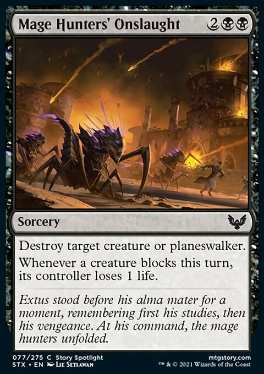 Mage Hunters' Onslaught 2
Sorcery
Destroy target creature or planeswalker.
Whenever a creature blocks this turn,
its controller loses 1 life.
Extus stood before his alma mater for a
moment, remembering first his studies, then
his vengeance. At his command, the mage
hunters unfolded.
077/275 C Story Spotlight
mtgstory.com
STX • EN Lie Setiawan
™ & © 2021 Wizards of the Coast